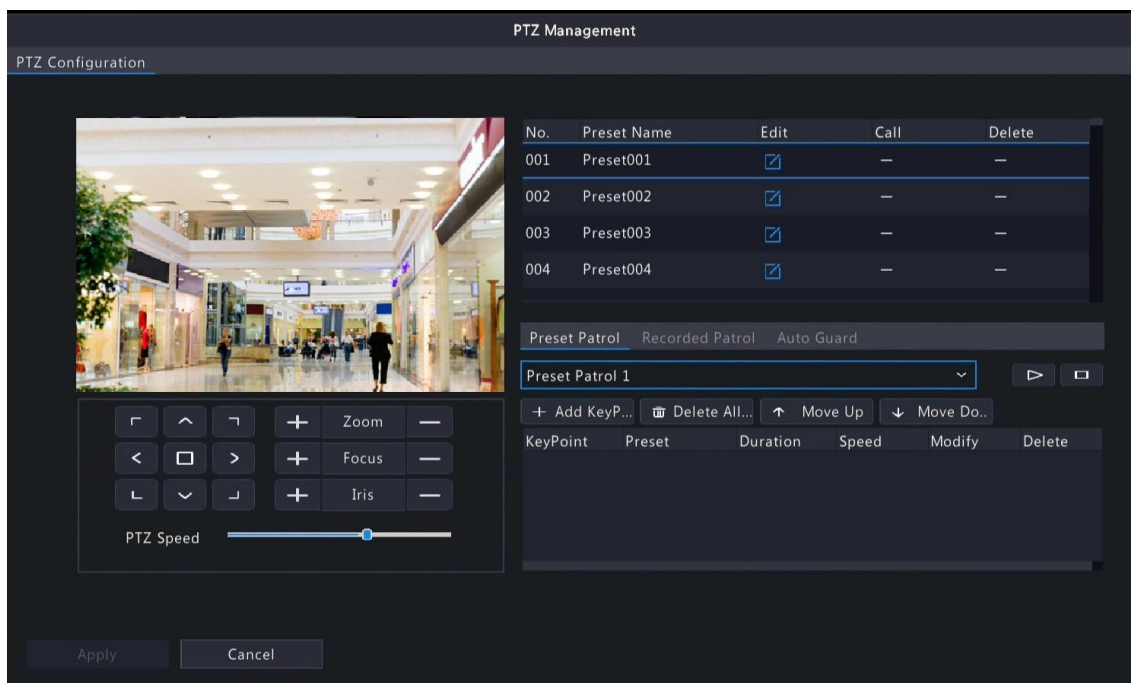 PTZ Management
PTZ Configuration
No. Preset Name Edit Call Delete
001 Preset001 — —
002 Preset002 — —
003 Preset003 — —
004 Preset004 — —
Preset Patrol Recorded Patrol Auto Guard
Preset Patrol 1
Add KeyP... Delete All... Move Up Move Do..
KeyPoint Preset Duration Speed Modify Delete
Zoom
Focus
Iris
PTZ Speed
Apply Cancel